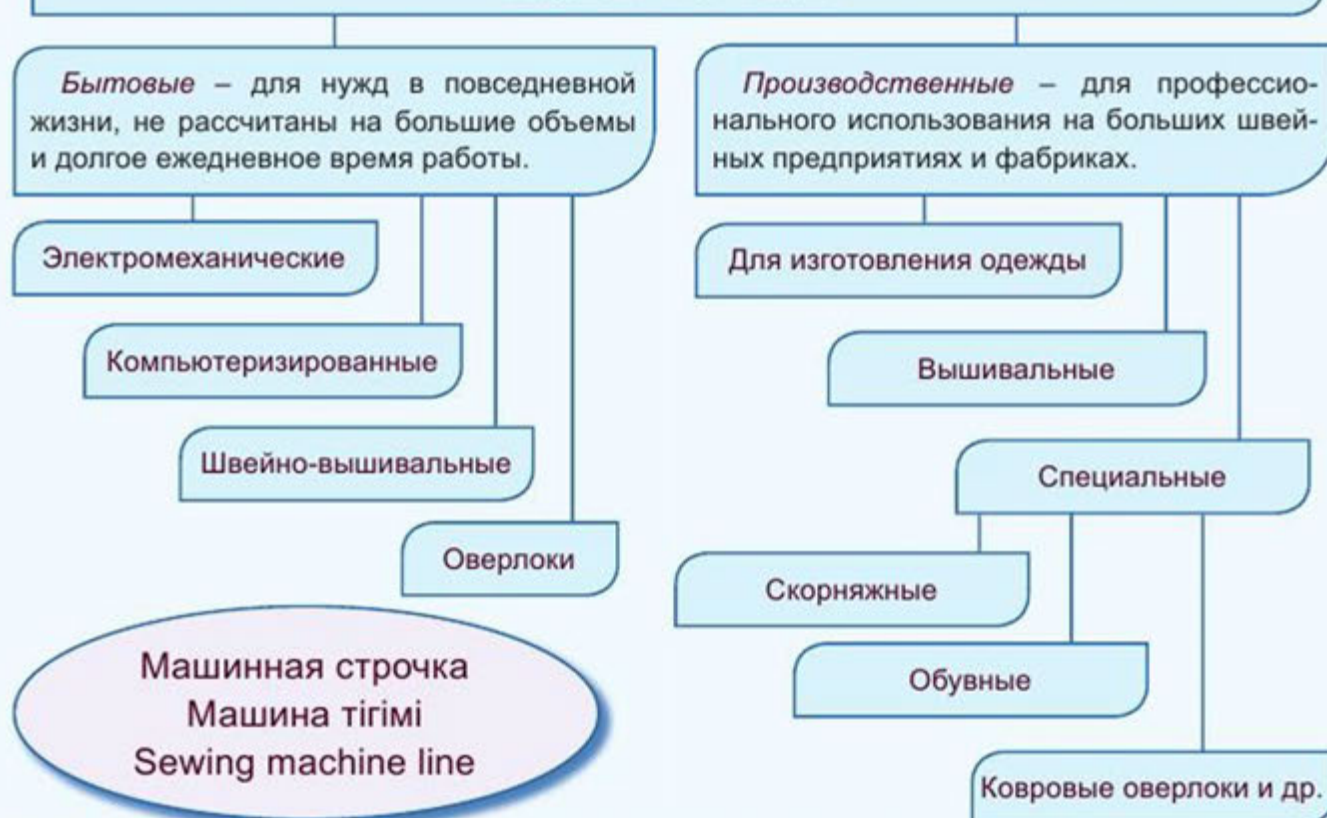 Бытовые – для нужд в повседневной
жизни, не рассчитаны на большие объемы
и долгое ежедневное время работы.
Электромеханические
Компьютеризированные
Швейно-вышивальные
Оверлоки
Производственные – для профессио-
нального использования на больших швей-
ных предприятиях и фабриках.
Для изготовления одежды
Вышивальные
Специальные
Скорняжные
Обувные
Ковровые оверлоки и др.
Машинная строчка
Машина тігімі
Sewing machine line